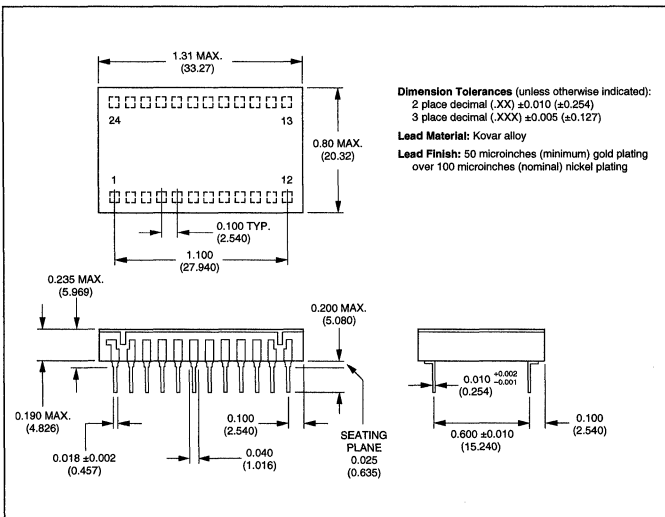 1.31 MAX.
(33.27)
24
13
0.80 MAX.
(20.32)
1
12
0.100 TYP.
(2.540)
1.100
(27.940)
Dimension Tolerances (unless otherwise indicated):
2 place decimal (.XX) ±0.010 (±0.254)
3 place decimal (.XXX) ±0.005 (±0.127)
Lead Material: Kovar alloy
Lead Finish: 50 microinches (minimum) gold plating
over 100 microinches (nominal) nickel plating
0.235 MAX.
(5.969)
0.200 MAX.
(5.080)
0.190 MAX.
(4.826)
0.018 ±0.002
(0.457)
0.040
(1.016)
0.100
(2.540)
SEATING
PLANE
0.025
(0.635)
0.010 +0.002
−0.001
(0.254)
0.600 ±0.010
(15.240)
0.100
(2.540)